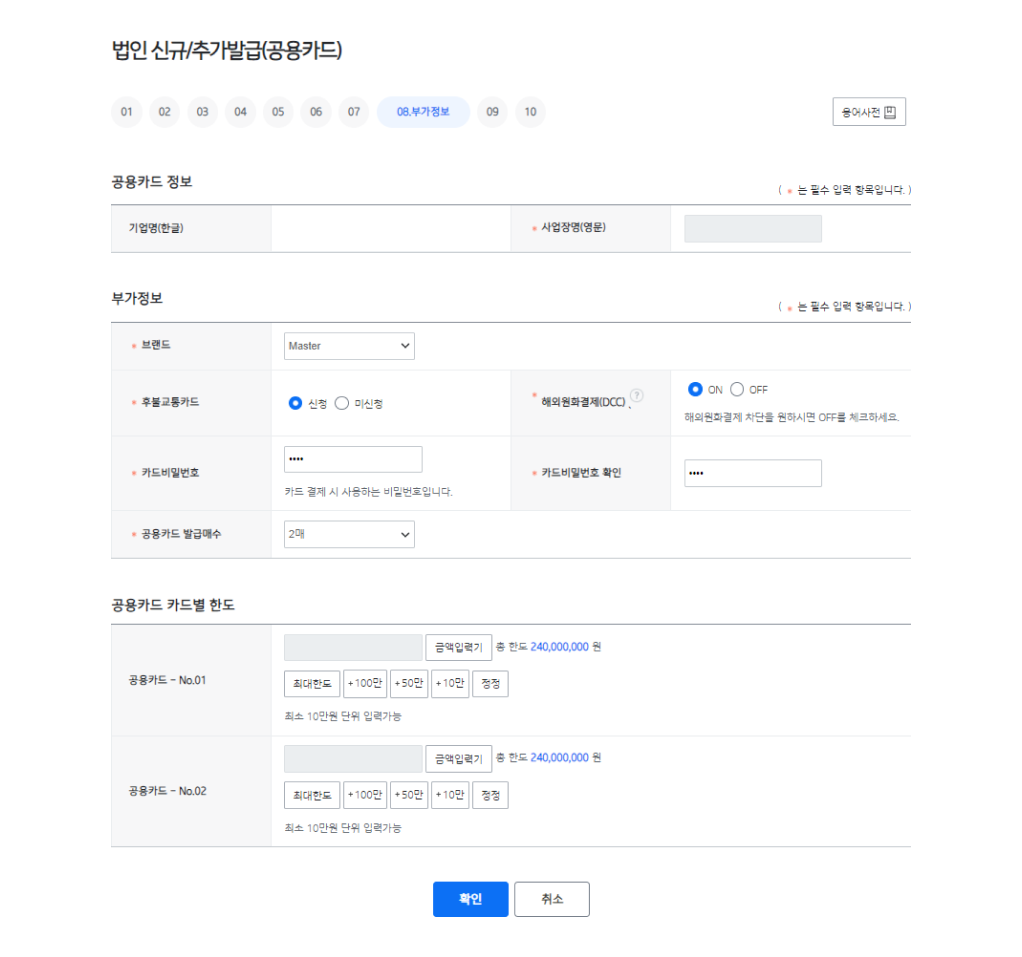 법인 신규/추가발급(공용카드)
01 02 03 04 05 06 07 08.부가정보 09 10 용어사전
공용카드 정보 ( * 는 필수 입력 항목입니다. )
기업명(한글) * 사업장명(영문)
부가정보 ( * 는 필수 입력 항목입니다. )
* 브랜드 Master
* 후불교통카드 신청 미신청 * 해외원화결제(DCC) ? ON OFF
해외원화결제 차단을 원하시면 OFF를 체크하세요.
* 카드비밀번호 •••• * 카드비밀번호 확인 ••••
카드 결제 시 사용하는 비밀번호입니다.
* 공용카드 발급매수 2매
공용카드 카드별 한도
공용카드 - No.01 금액입력기 총 한도 240,000,000 원
최대한도 +100만 +50만 +10만 정정
최소 10만원 단위 입력가능
공용카드 - No.02 금액입력기 총 한도 240,000,000 원
최대한도 +100만 +50만 +10만 정정
최소 10만원 단위 입력가능
확인 취소